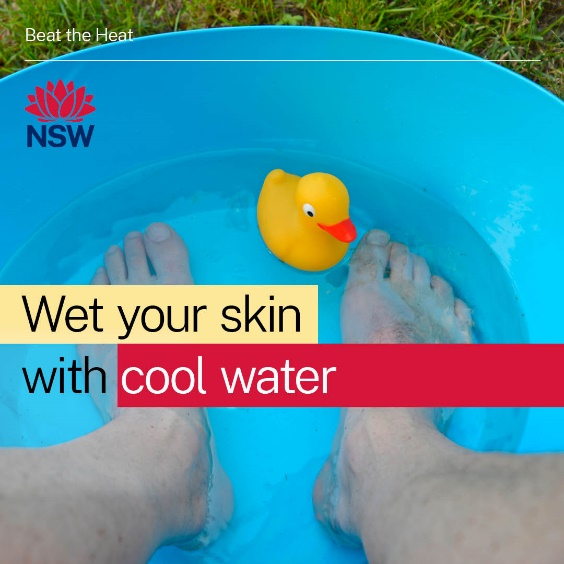 Beat the Heat
NSW
Wet your skin
with cool water